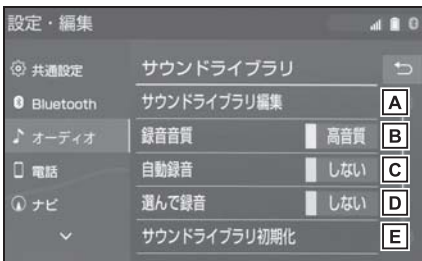 設定・編集
共通設定
Bluetooth
オーディオ
電話
ナビ
サウンドライブラリ
サウンドライブラリ編集 A
録音音質 高音質 B
自動録音 しない C
選んで録音 しない D
サウンドライブラリ初期化 E